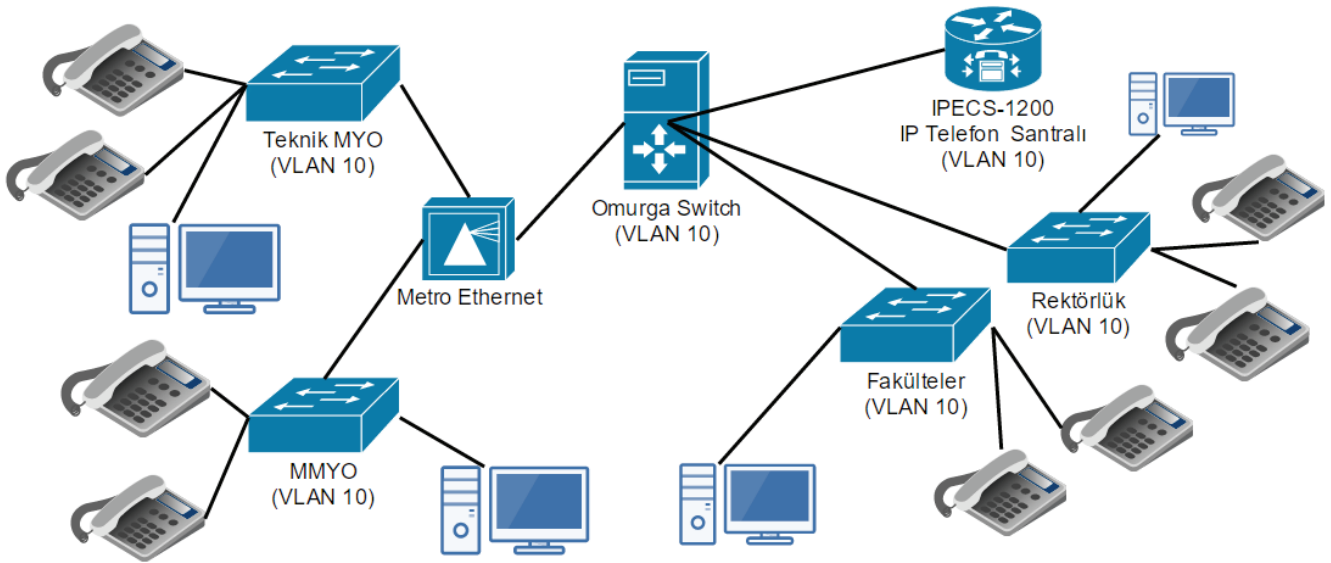 Teknik MYO
(VLAN 10)
Metro Ethernet
MMYO
(VLAN 10)
Omurga Switch
(VLAN 10)
IPECS-1200
IP Telefon Santralı
(VLAN 10)
Rektörlük
(VLAN 10)
Fakülteler
(VLAN 10)